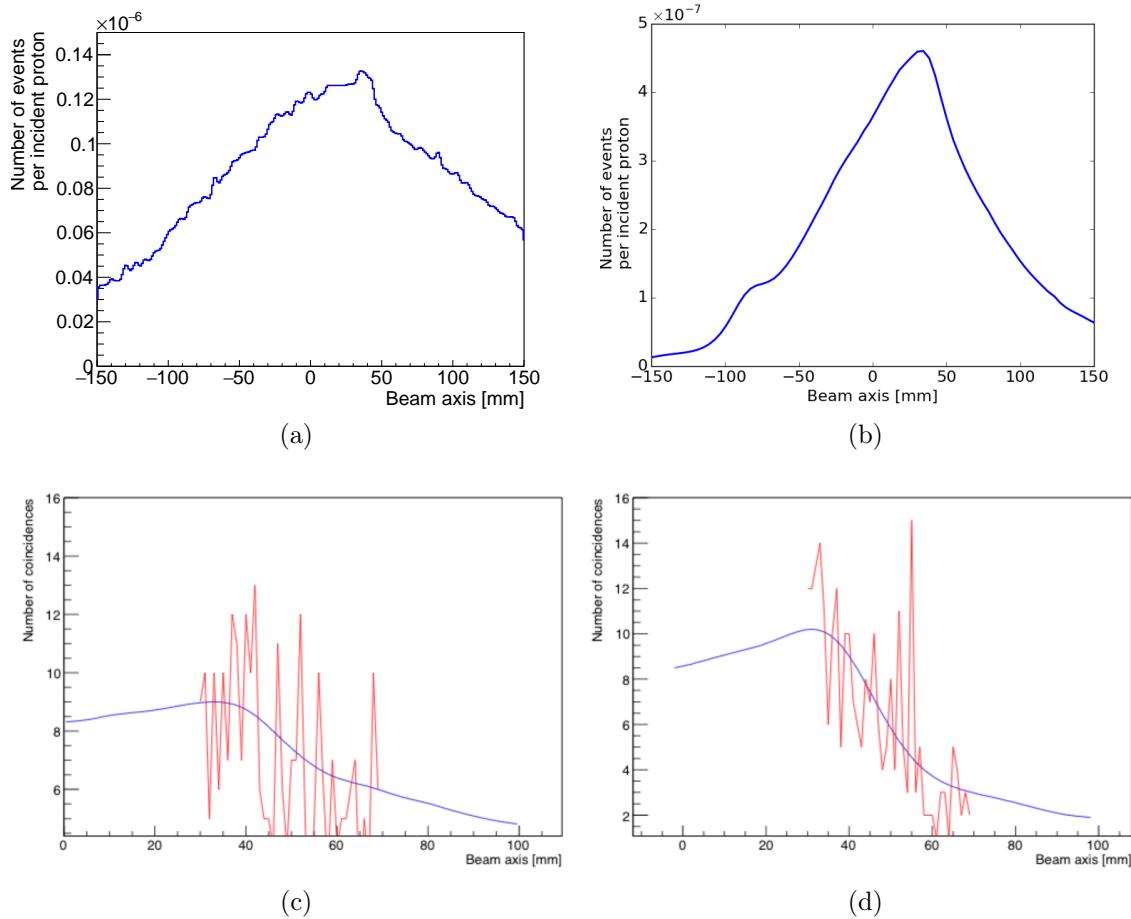 ×10−6
0.14
0.12
0.1
0.08
0.06
0.04
0.02
0
−150 −100 −50 0 50 100 150
Number of events
per incident proton
Beam axis [mm]
(a)
×10−7
5
4
3
2
1
0
−150 −100 −50 0 50 100 150
Number of events
per incident proton
Beam axis [mm]
(b)
16
14
12
10
8
6
0 20 40 60 80 100
Number of coincidences
Beam axis [mm]
(c)
16
14
12
10
8
6
4
2
0 20 40 60 80 100
Number of coincidences
Beam axis [mm]
(d)